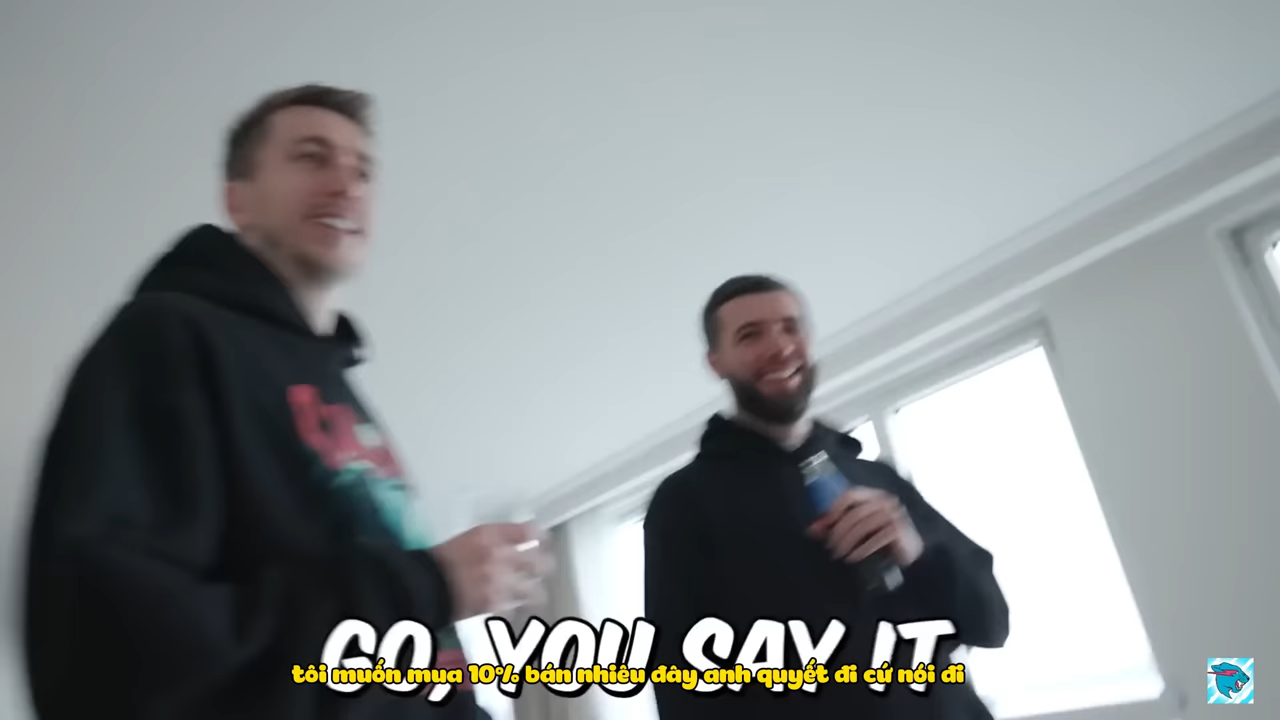 GO, YOU SAY IT
tôi muốn mua 10% bán nhiêu đây anh quyết đi cứ nói đi